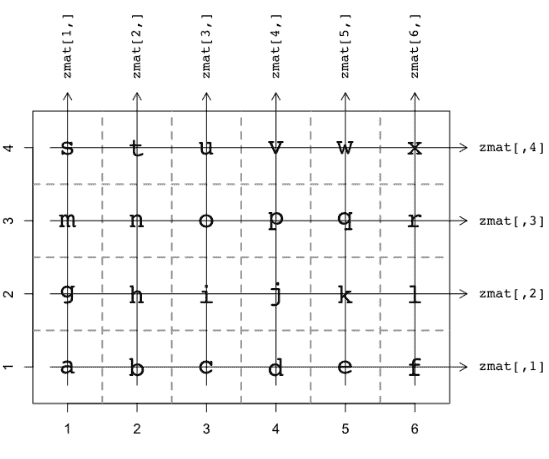 zmat[1,] zmat[2,] zmat[3,] zmat[4,] zmat[5,] zmat[6,]
4 s t u v w x zmat[,4]
3 m n o p q r zmat[,3]
2 g h i j k l zmat[,2]
1 a b c d e f zmat[,1]
1 2 3 4 5 6